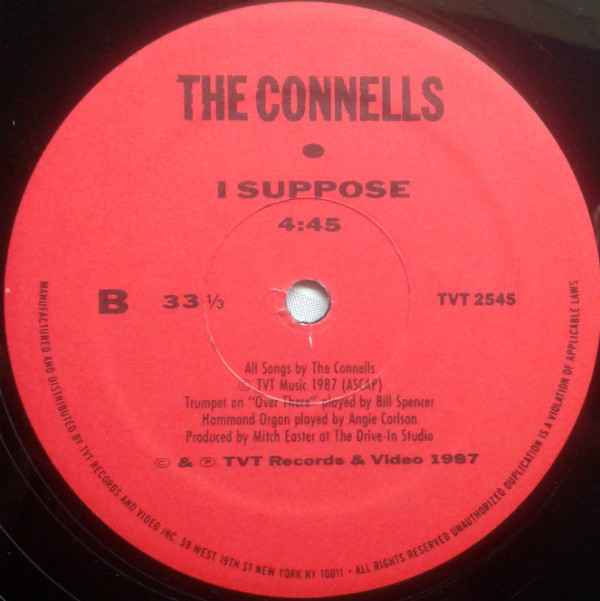 THE CONNELLS
I SUPPOSE
4:45
B 33 ⅓
TVT 2545
All Songs by The Connells
© TVT Music 1987 (ASCAP)
Trumpet on "Over There" played by Bill Spencer
Hammond Organ played by Angie Carlson
Produced by Mitch Easter at The Drive-In Studio
© & ℗ TVT Records & Video 1987
MANUFACTURED AND DISTRIBUTED BY TVT RECORDS AND VIDEO INC. 59 WEST 19TH ST NEW YORK NY 10011 • ALL RIGHTS RESERVED UNAUTHORIZED DUPLICATION IS A VIOLATION OF APPLICABLE LAWS